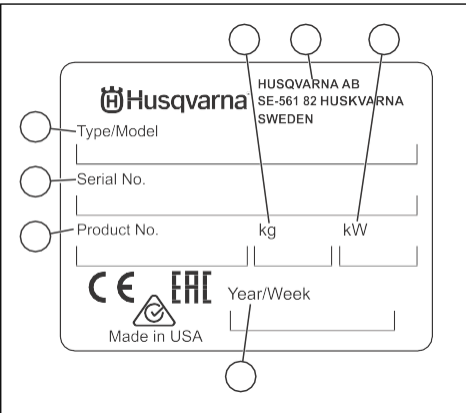 Husqvarna
HUSQVARNA AB
SE-561 82 HUSKVARNA
SWEDEN
Type/Model
Serial No.
Product No.
kg
kW
CE
EAC
Year/Week
Made in USA